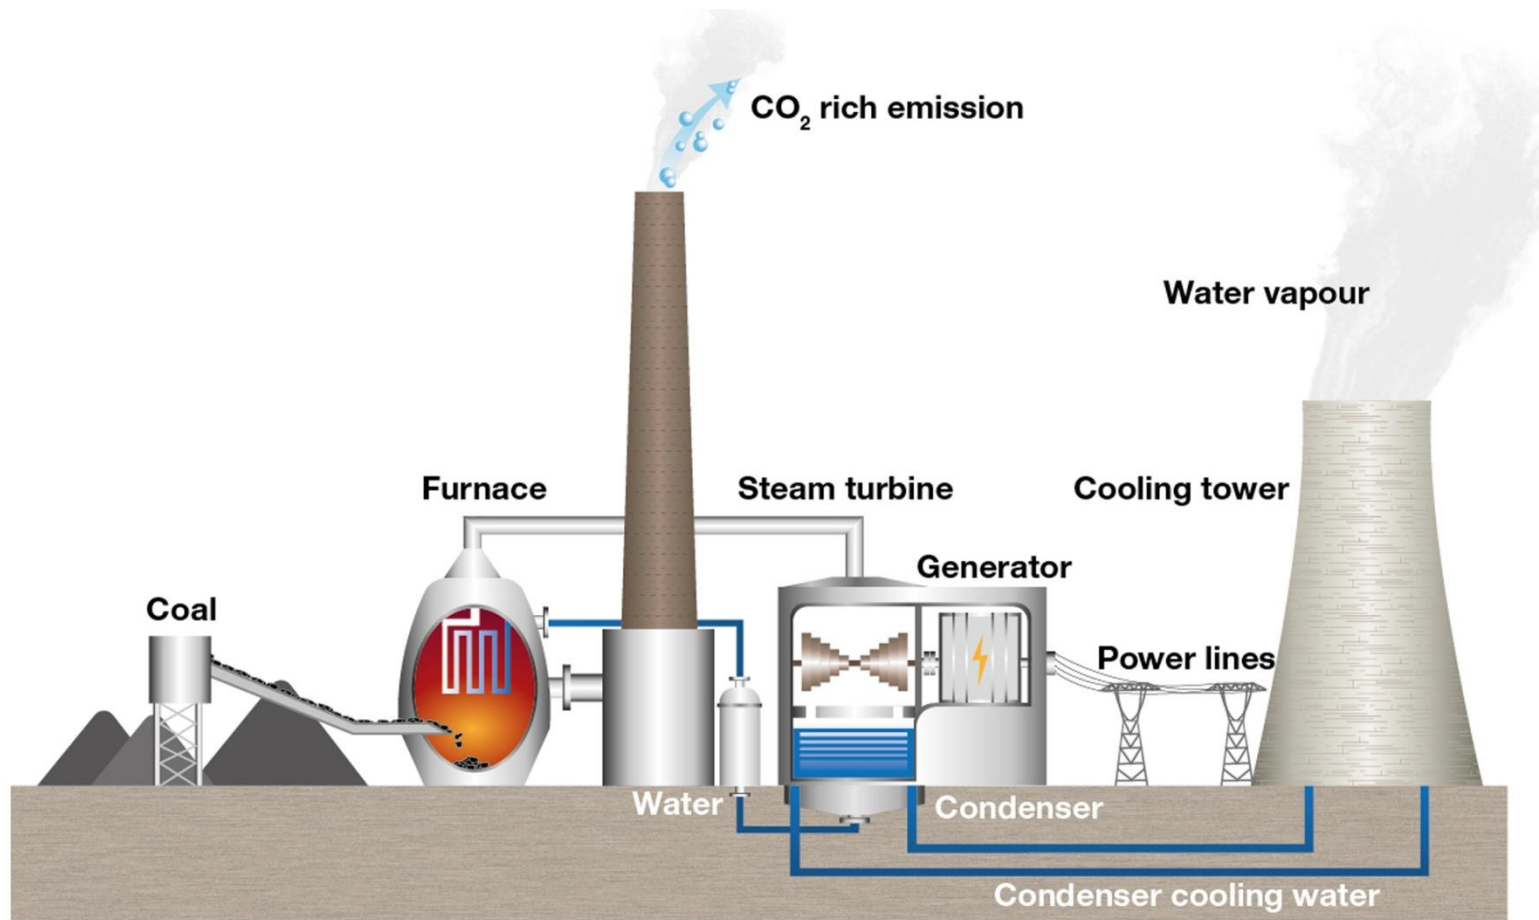 CO₂ rich emission
Water vapour
Furnace
Steam turbine
Cooling tower
Generator
Coal
Power lines
Water
Condenser
Condenser cooling water